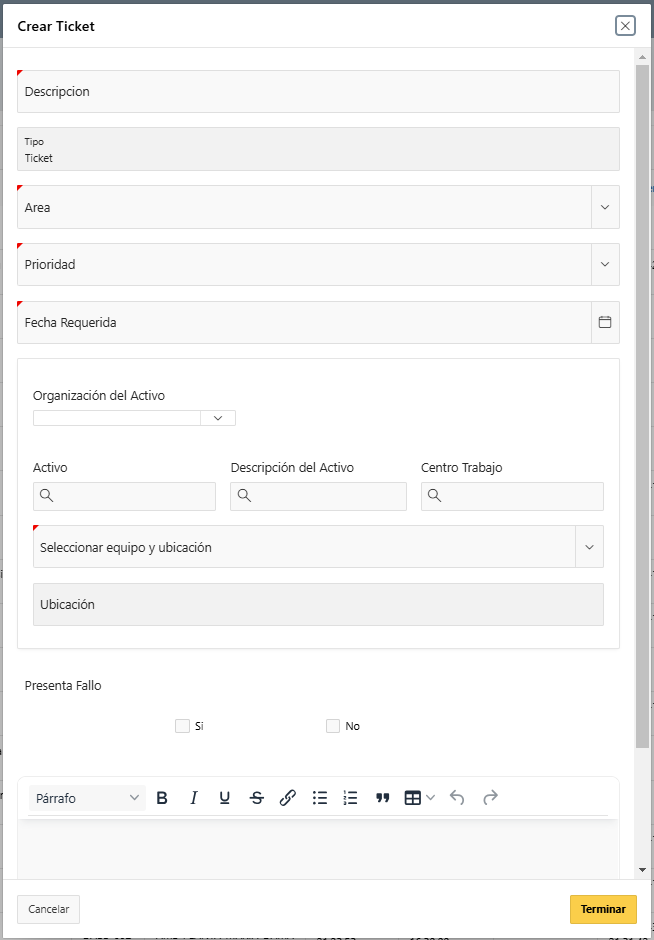 Crear Ticket
Descripcion
Tipo
Ticket
Area
Prioridad
Fecha Requerida
Organización del Activo
Activo Descripción del Activo Centro Trabajo
Seleccionar equipo y ubicación
Ubicación
Presenta Fallo
Si No
Párrafo B I U S
Cancelar Terminar